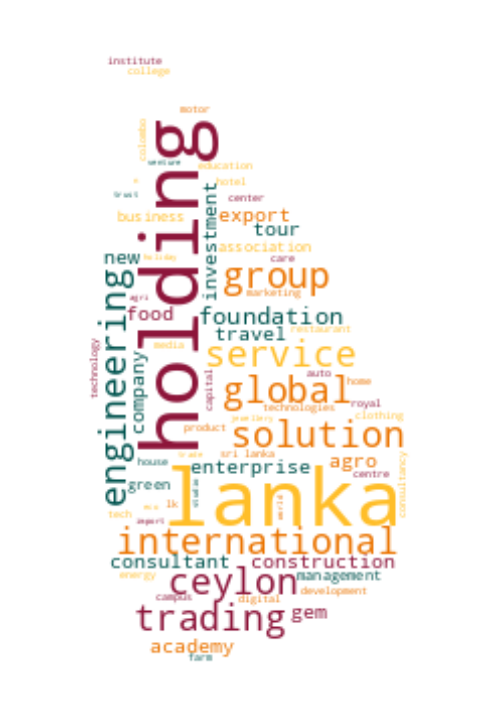 institute
college
motor
colombo
holding
venture
education
hotel
trust
center
investment
business
export
tour
association
new
holiday
care
engineering
group
agri
marketing
food
foundation
travel
restaurant
technology
media
service
company
capital
auto
home
global
technologies
royal
jewellery
clothing
product
solution
trade
sri lanka
house
enterprise
agro
centre
consultancy
lanka
green
studio
world
eco
lk
tech
import
international
consultant
construction
energy
ceylon
management
campus
digital
development
trading
gem
academy
farm